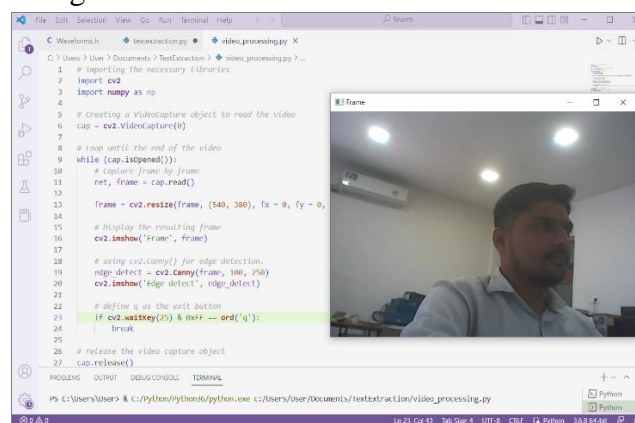 File Edit Selection View Go Run Terminal Help
Search
Waveforms.h textextraction.py video_processing.py
C: > Users > User > Documents > TextExtraction > video_processing.py > ...
1 # Importing the necessary libraries
2 import cv2
3 import numpy as np
4
5 # Creating a VideoCapture object to read the video
6 cap = cv2.VideoCapture(0)
7
8 # Loop until the end of the video
9 while (cap.isOpened()):
10 # Capture frame-by-frame
11 ret, frame = cap.read()
12
13 frame = cv2.resize(frame, (540, 380), fx = 0, fy = 0,
14
15 # Display the resulting frame
16 cv2.imshow('Frame', frame)
17
18 # using cv2.Canny() for edge detection.
19 edge_detect = cv2.Canny(frame, 100, 250)
20 cv2.imshow('Edge detect', edge_detect)
21
22 # define q as the exit button
23 if cv2.waitKey(25) & 0xFF == ord('q'):
24 break
25
26 # release the video capture object
27 cap.release()
Frame
PROBLEMS OUTPUT DEBUG CONSOLE TERMINAL
PS C:\Users\User> & C:/Python/Python36/python.exe c:/Users/User/Documents/TextExtraction/video_processing.py
Python
Python
0 0 Ln 23, Col 43 Tab Size: 4 UTF-8 CRLF Python 3.6.8 64-bit